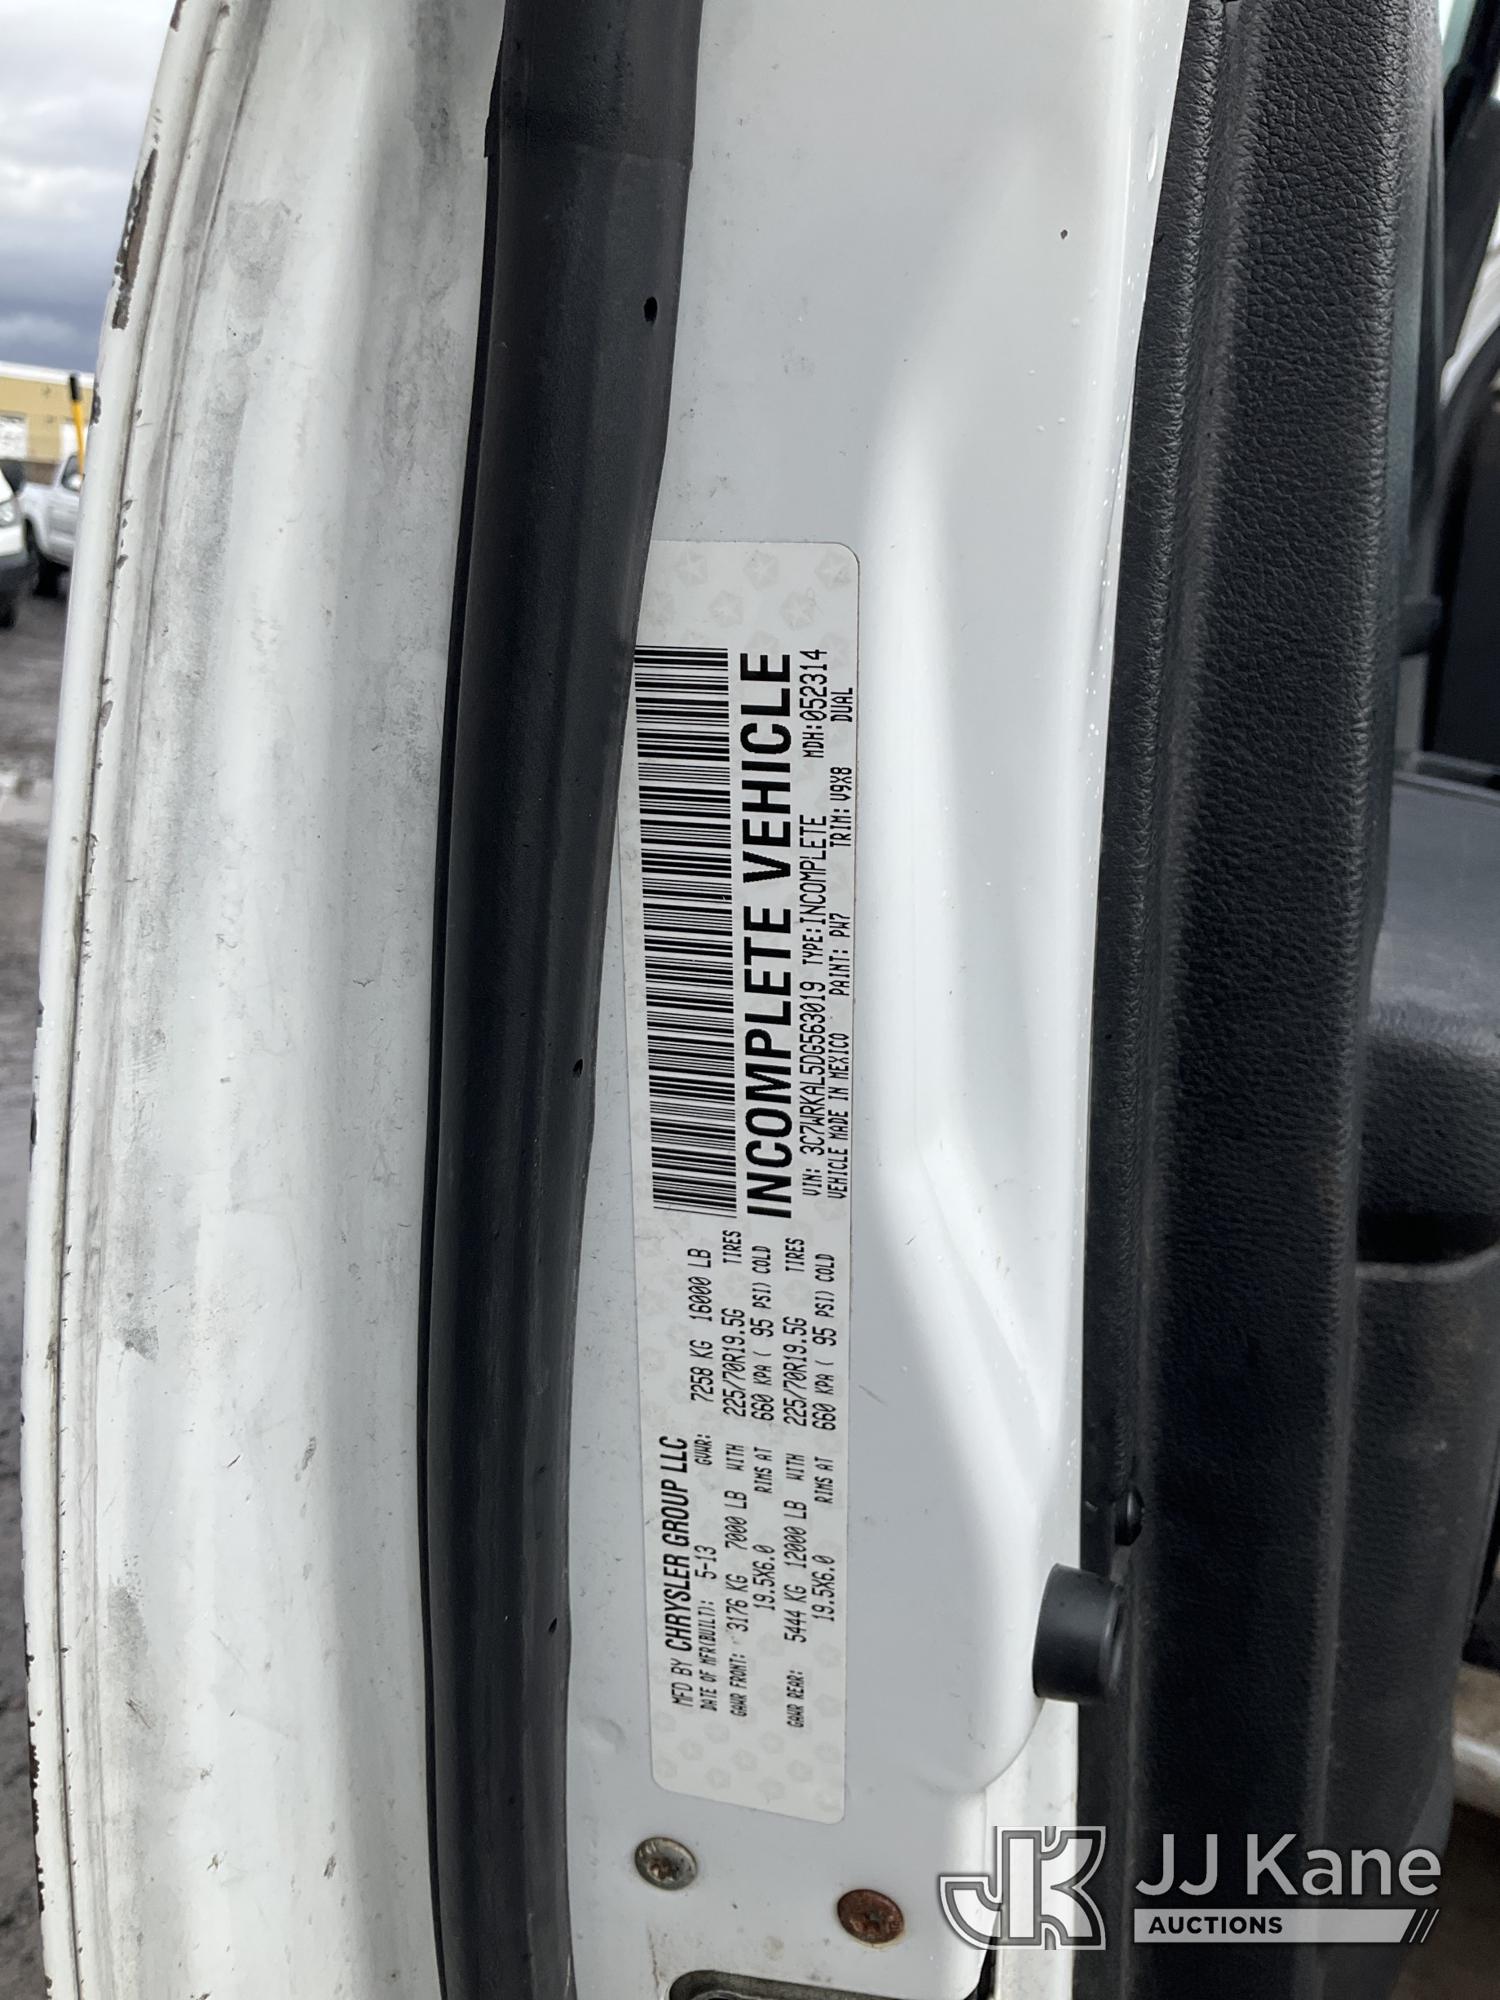 MFD BY CHRYSLER GROUP LLC
DATE OF MFR(BUILT): 5-13 GVWR: 7258 KG 16000 LB
GAWR FRONT: 3176 KG 7000 LB WITH 225/70R19.5G TIRES
19.5X6.0 RIMS AT 660 KPA ( 95 PSI) COLD
GAWR REAR: 5444 KG 12000 LB WITH 225/70R19.5G TIRES
19.5X6.0 RIMS AT 660 KPA ( 95 PSI) COLD
INCOMPLETE VEHICLE
VIN: 3C7WRKAL5DG563019 TYPE:INCOMPLETE MDH:052314
VEHICLE MADE IN MEXICO PAINT: PW7 TRIM: V9X8 DUAL
JK JJ Kane
AUCTIONS